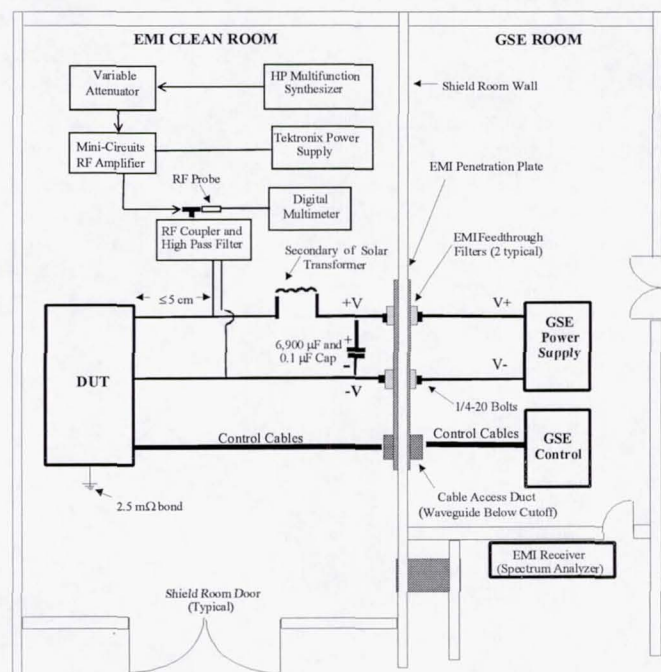 EMI CLEAN ROOM
GSE ROOM
Variable
Attenuator
HP Multifunction
Synthesizer
Shield Room Wall
Mini-Circuits
RF Amplifier
Tektronix Power
Supply
EMI Penetration Plate
RF Probe
Digital
Multimeter
RF Coupler and
High Pass Filter
EMI Feedthrough
Filters (2 typical)
Secondary of Solar
Transformer
≤5 cm
+V
V+
GSE
Power
Supply
6,900 µF and
0.1 µF Cap
+
-
DUT
V-
-V
1/4-20 Bolts
Control Cables
Control Cables
GSE
Control
2.5 mΩ bond
Cable Access Duct
(Waveguide Below Cutoff)
EMI Receiver
(Spectrum Analyzer)
Shield Room Door
(Typical)